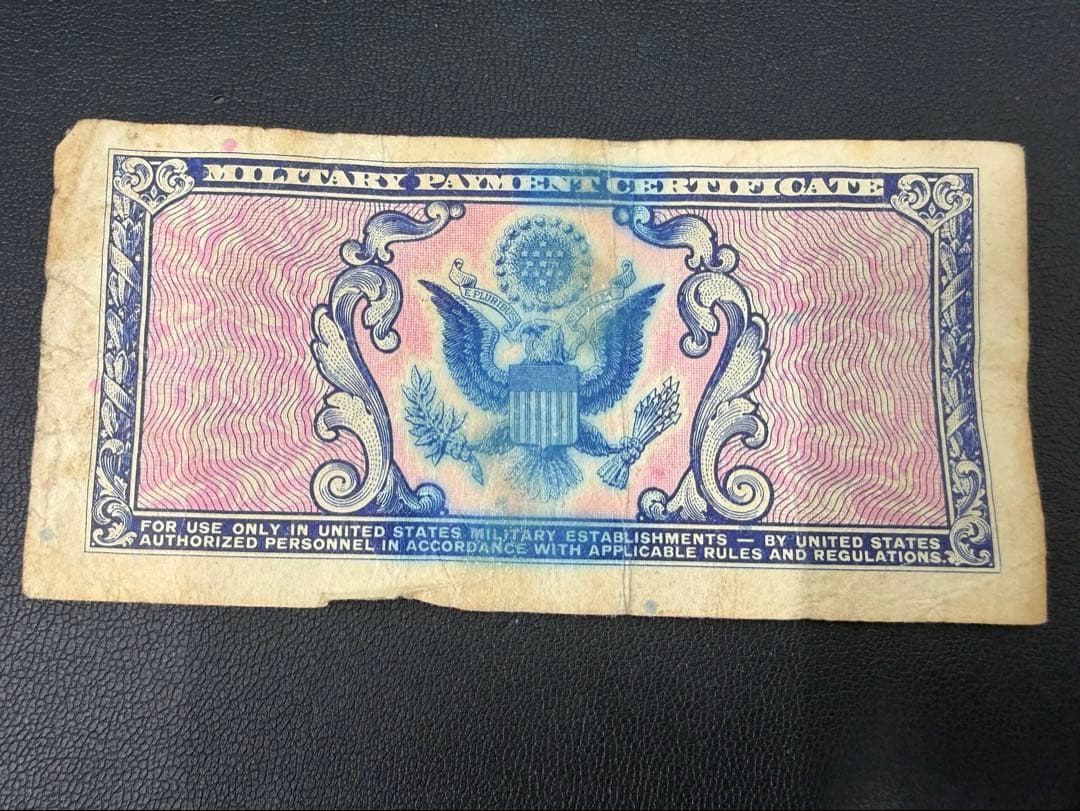 MILITARY PAYMENT CERTIFICATE
E PLURIBUS
FOR USE ONLY IN UNITED STATES MILITARY ESTABLISHMENTS — BY UNITED STATES
AUTHORIZED PERSONNEL IN ACCORDANCE WITH APPLICABLE RULES AND REGULATIONS.